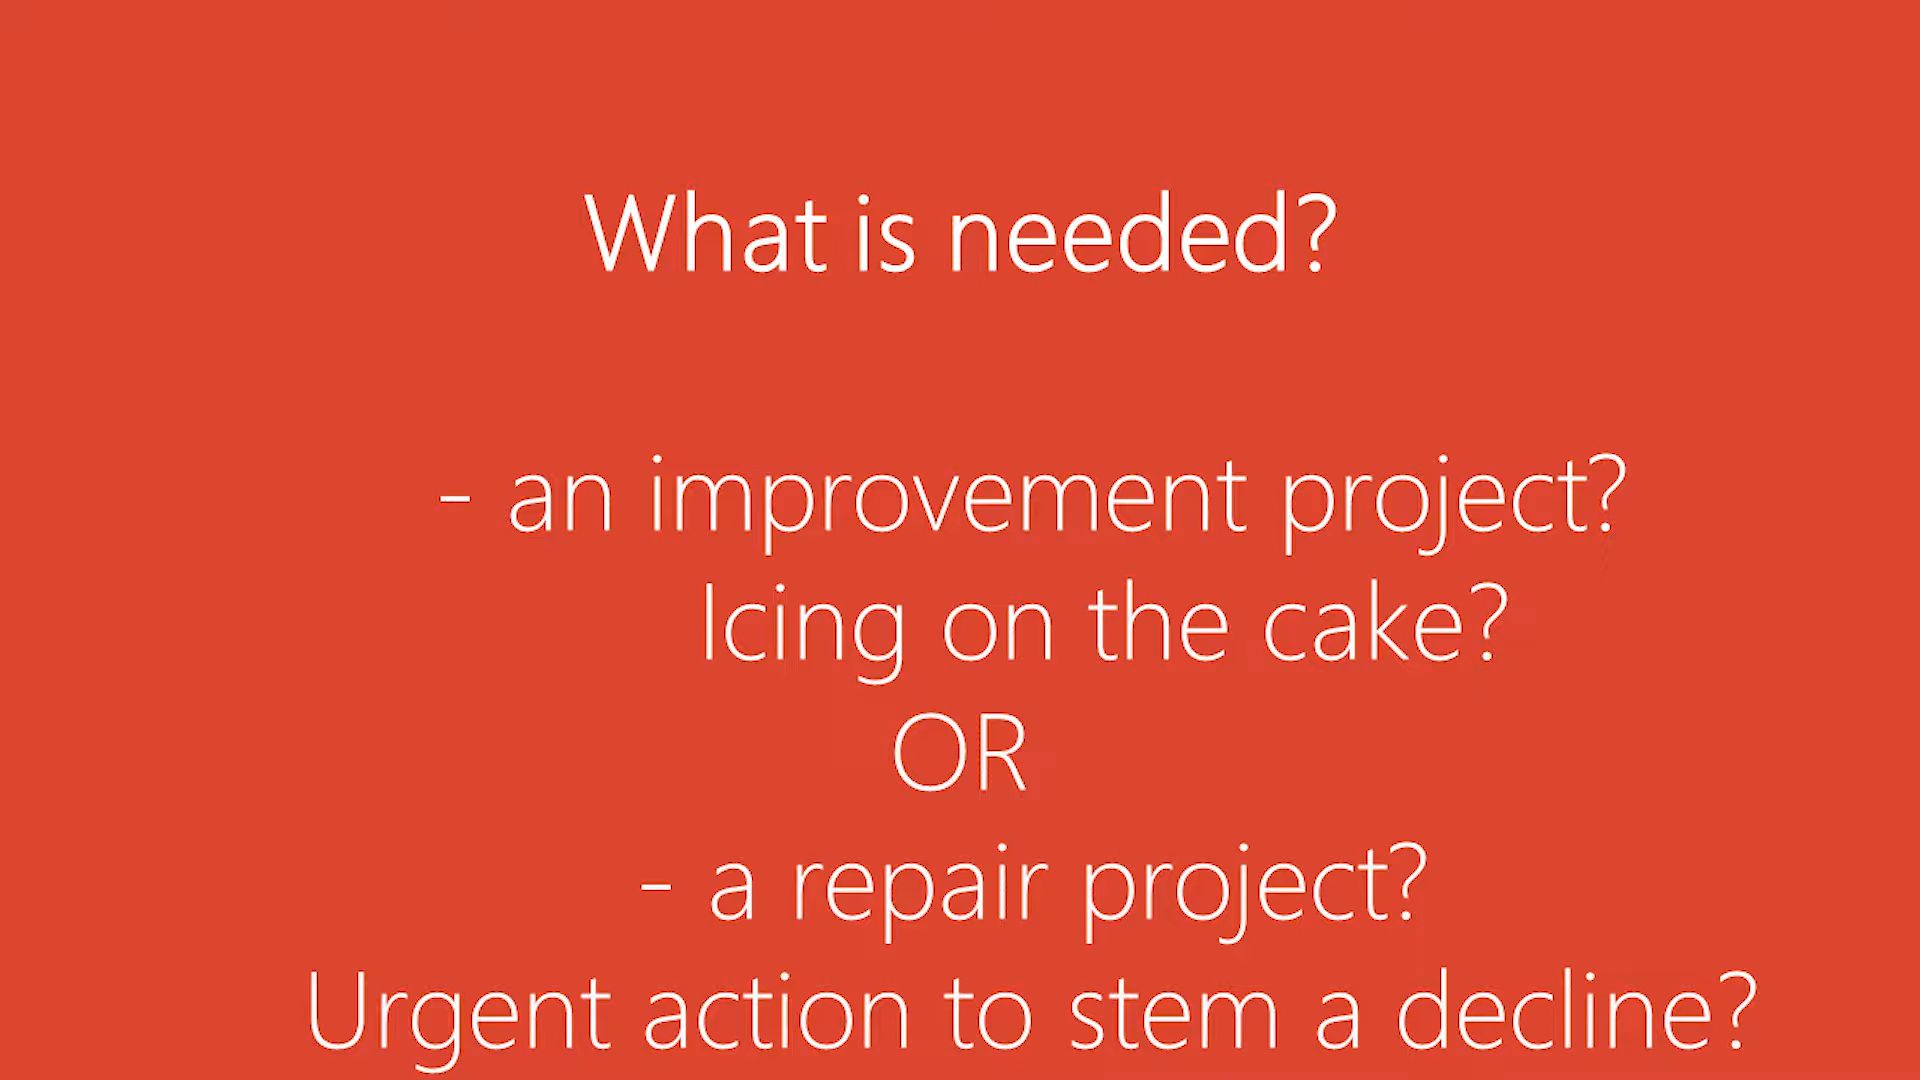 What is needed?
- an improvement project?
Icing on the cake?
OR
- a repair project?
Urgent action to stem a decline?